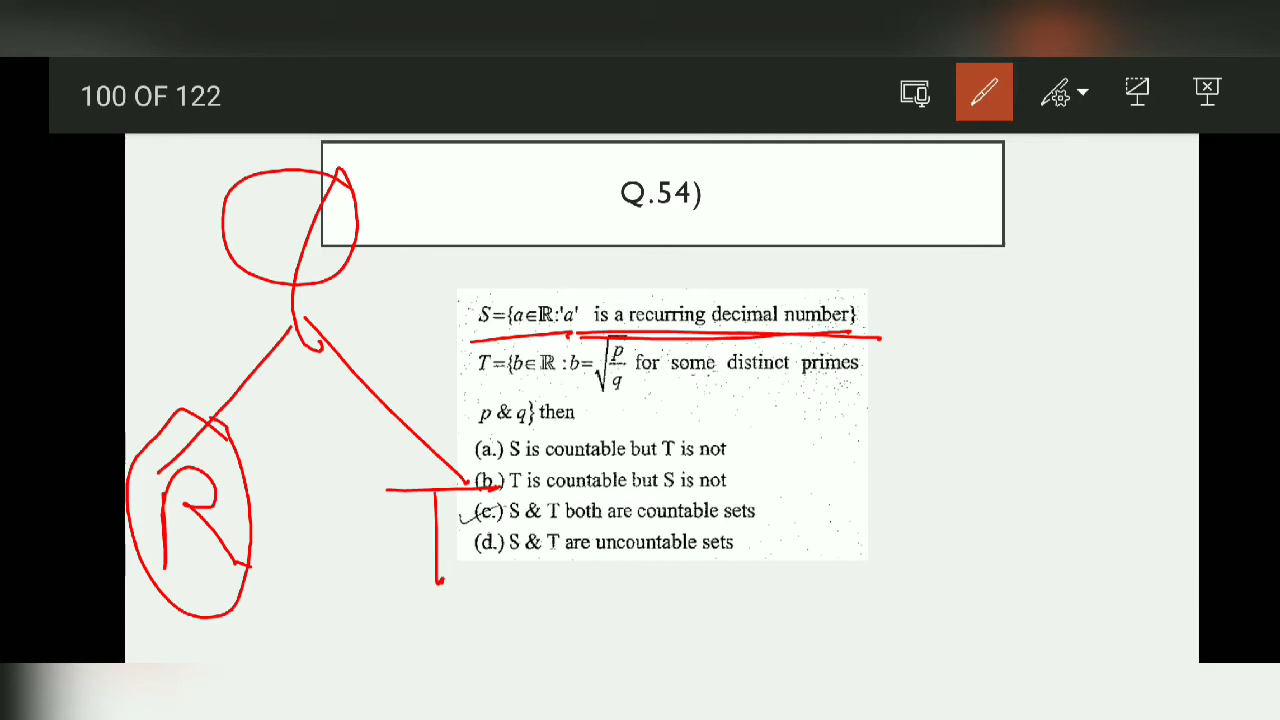 100 OF 122
Q.54)
S={a∈ℝ:'a' is a recurring decimal number}
T={b∈ℝ :b=√(p/q) for some distinct primes
p & q} then
(a.) S is countable but T is not
(b.) T is countable but S is not
(c.) S & T both are countable sets
(d.) S & T are uncountable sets
R
T